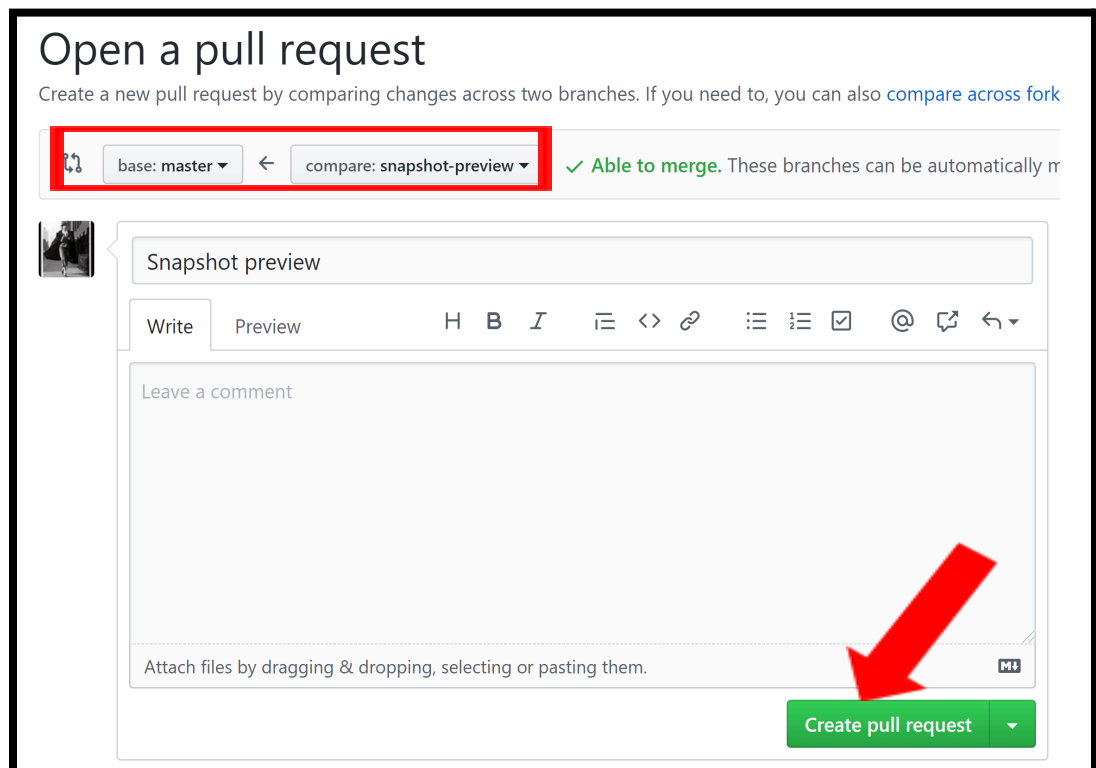 Open a pull request
Create a new pull request by comparing changes across two branches. If you need to, you can also compare across fork
base: master compare: snapshot-preview Able to merge. These branches can be automatically
Snapshot preview
Write Preview
Leave a comment
Attach files by dragging & dropping, selecting or pasting them.
Create pull request